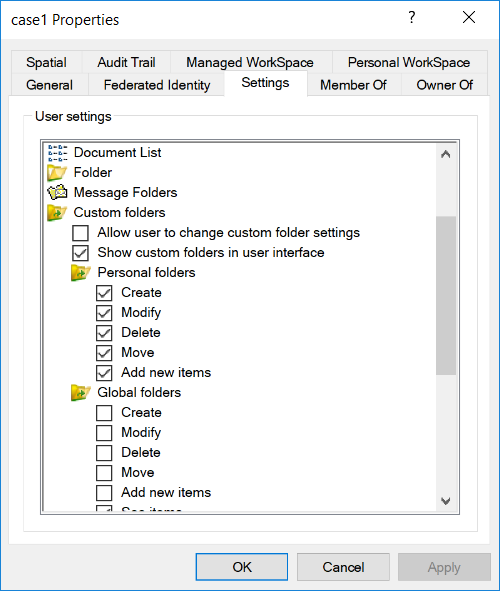 case1 Properties
?
Spatial Audit Trail Managed WorkSpace Personal WorkSpace
General Federated Identity Settings Member Of Owner Of
User settings
Document List
Folder
Message Folders
Custom folders
Allow user to change custom folder settings
Show custom folders in user interface
Personal folders
Create
Modify
Delete
Move
Add new items
Global folders
Create
Modify
Delete
Move
Add new items
See items
OK Cancel Apply